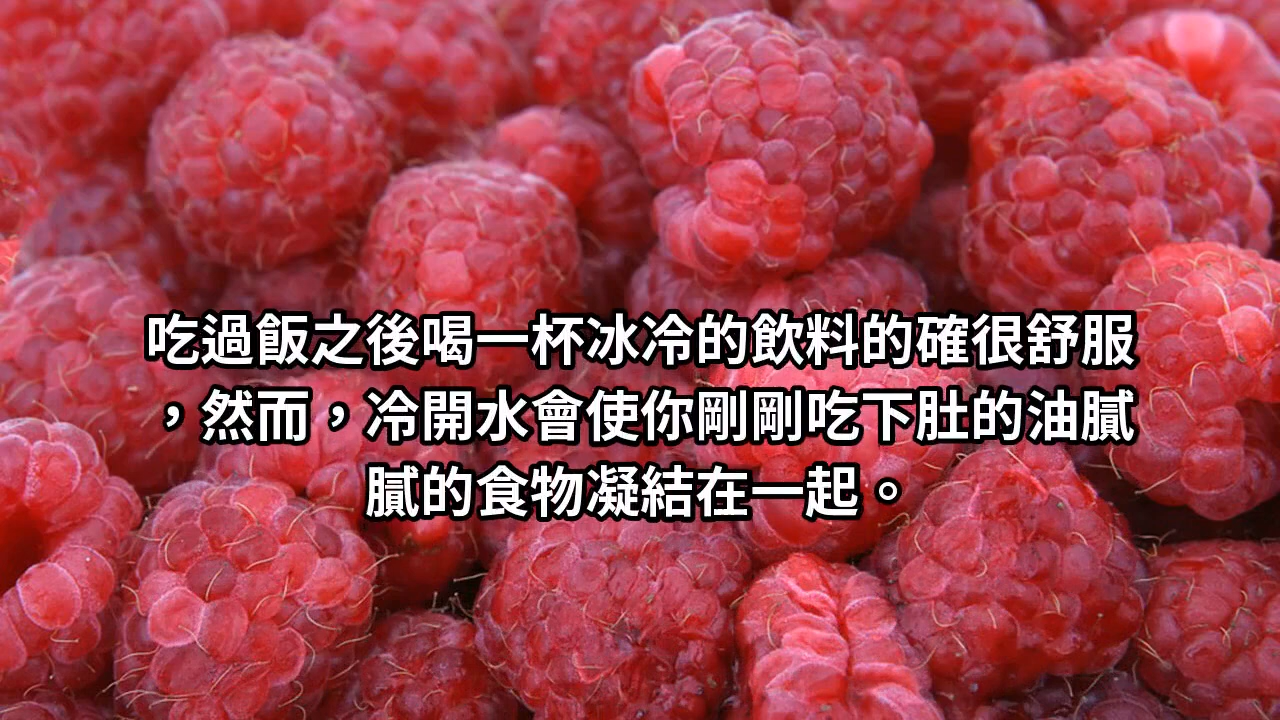 吃過飯之後喝一杯冰冷的飲料的確很舒服
，然而，冷開水會使你剛剛吃下肚的油膩
膩的食物凝結在一起。